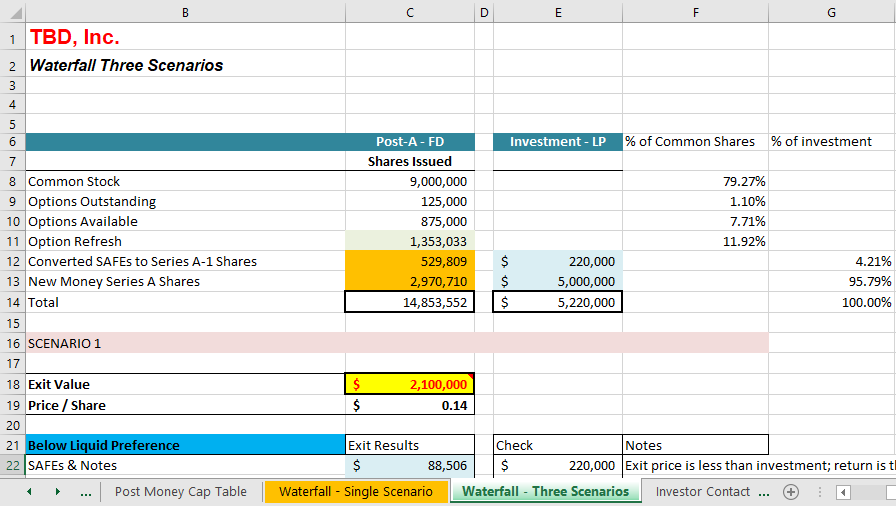 B C D E F G
1 TBD, Inc.
2 Waterfall Three Scenarios
3
4
5
6 Post-A - FD Investment - LP % of Common Shares % of investment
7 Shares Issued
8 Common Stock 9,000,000 79.27%
9 Options Outstanding 125,000 1.10%
10 Options Available 875,000 7.71%
11 Option Refresh 1,353,033 11.92%
12 Converted SAFEs to Series A-1 Shares 529,809 $ 220,000 4.21%
13 New Money Series A Shares 2,970,710 $ 5,000,000 95.79%
14 Total 14,853,552 $ 5,220,000 100.00%
15
16 SCENARIO 1
17
18 Exit Value $ 2,100,000
19 Price / Share $ 0.14
20
21 Below Liquid Preference Exit Results Check Notes
22 SAFEs & Notes $ 88,506 $ 220,000 Exit price is less than investment; return is
... Post Money Cap Table Waterfall - Single Scenario Waterfall - Three Scenarios Investor Contact ...